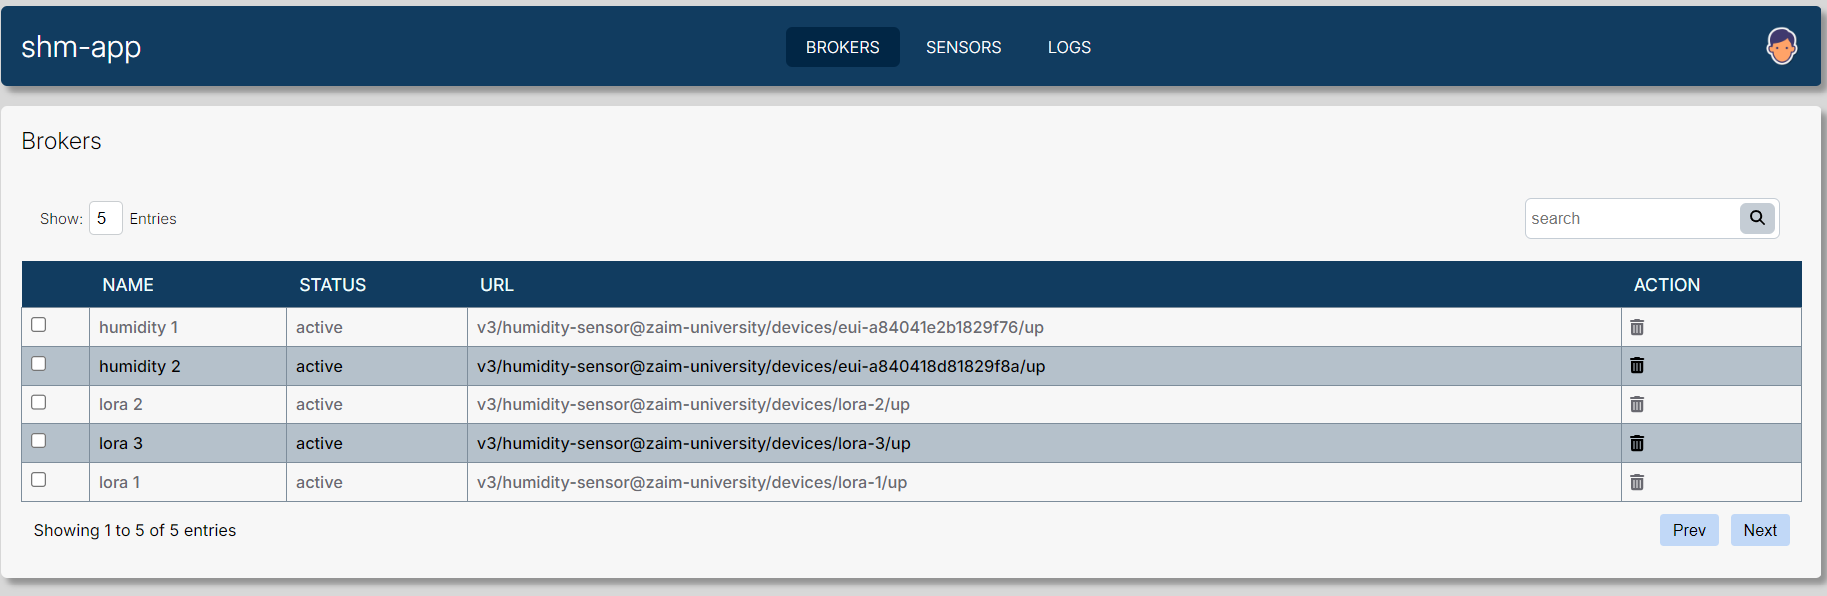 shm-app BROKERS SENSORS LOGS
Brokers
Show: 5 Entries search
NAME STATUS URL ACTION
humidity 1 active v3/humidity-sensor@zaim-university/devices/eui-a84041e2b1829f76/up
humidity 2 active v3/humidity-sensor@zaim-university/devices/eui-a840418d81829f8a/up
lora 2 active v3/humidity-sensor@zaim-university/devices/lora-2/up
lora 3 active v3/humidity-sensor@zaim-university/devices/lora-3/up
lora 1 active v3/humidity-sensor@zaim-university/devices/lora-1/up
Showing 1 to 5 of 5 entries Prev Next